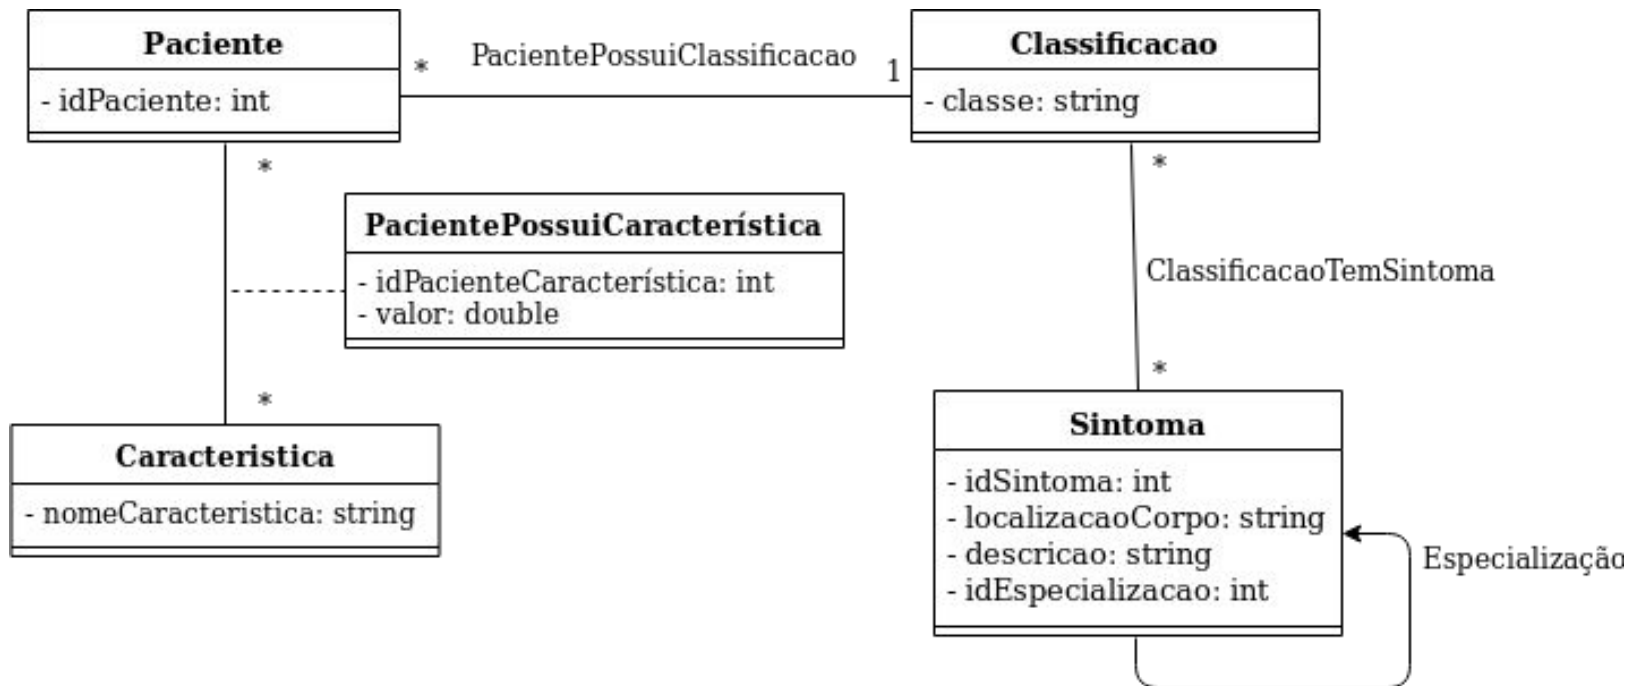 Paciente
- idPaciente: int
*
PacientePossuiClassificacao
1
Classificacao
- classe: string
*
PacientePossuiCaracterística
- idPacienteCaracterística: int
- valor: double
*
Caracteristica
- nomeCaracteristica: string
*
ClassificacaoTemSintoma
*
Sintoma
- idSintoma: int
- localizacaoCorpo: string
- descricao: string
- idEspecializacao: int
Especialização